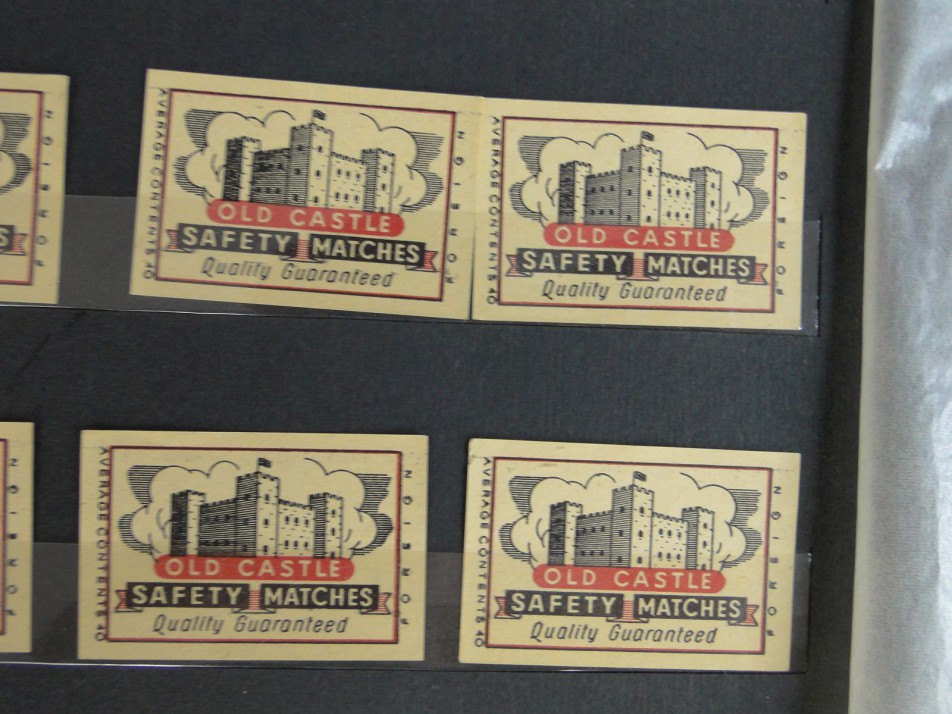 AVERAGE CONTENTS 40
OLD CASTLE
SAFETY MATCHES
Quality Guaranteed
FOREIGN
AVERAGE CONTENTS 40
OLD CASTLE
SAFETY MATCHES
Quality Guaranteed
FOREIGN
AVERAGE CONTENTS 40
OLD CASTLE
SAFETY MATCHES
Quality Guaranteed
FOREIGN
AVERAGE CONTENTS 40
OLD CASTLE
SAFETY MATCHES
Quality Guaranteed
FOREIGN
S
FOREIGN
FOREIGN